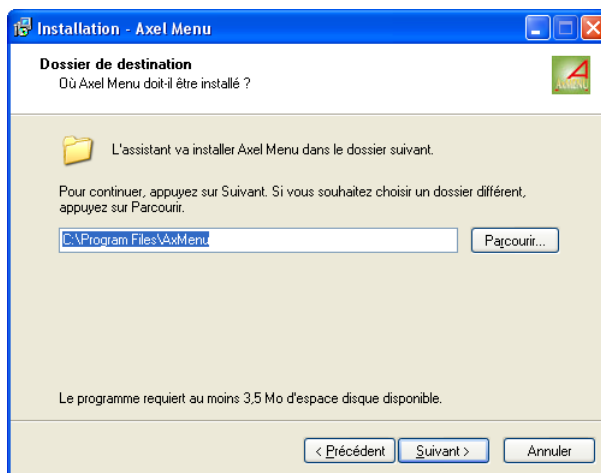 Installation - Axel Menu
Dossier de destination
Où Axel Menu doit-il être installé ?
AXMENU
L'assistant va installer Axel Menu dans le dossier suivant.
Pour continuer, appuyez sur Suivant. Si vous souhaitez choisir un dossier différent,
appuyez sur Parcourir.
C:\Program Files\AxMenu
Parcourir...
Le programme requiert au moins 3,5 Mo d'espace disque disponible.
< Précédent
Suivant >
Annuler